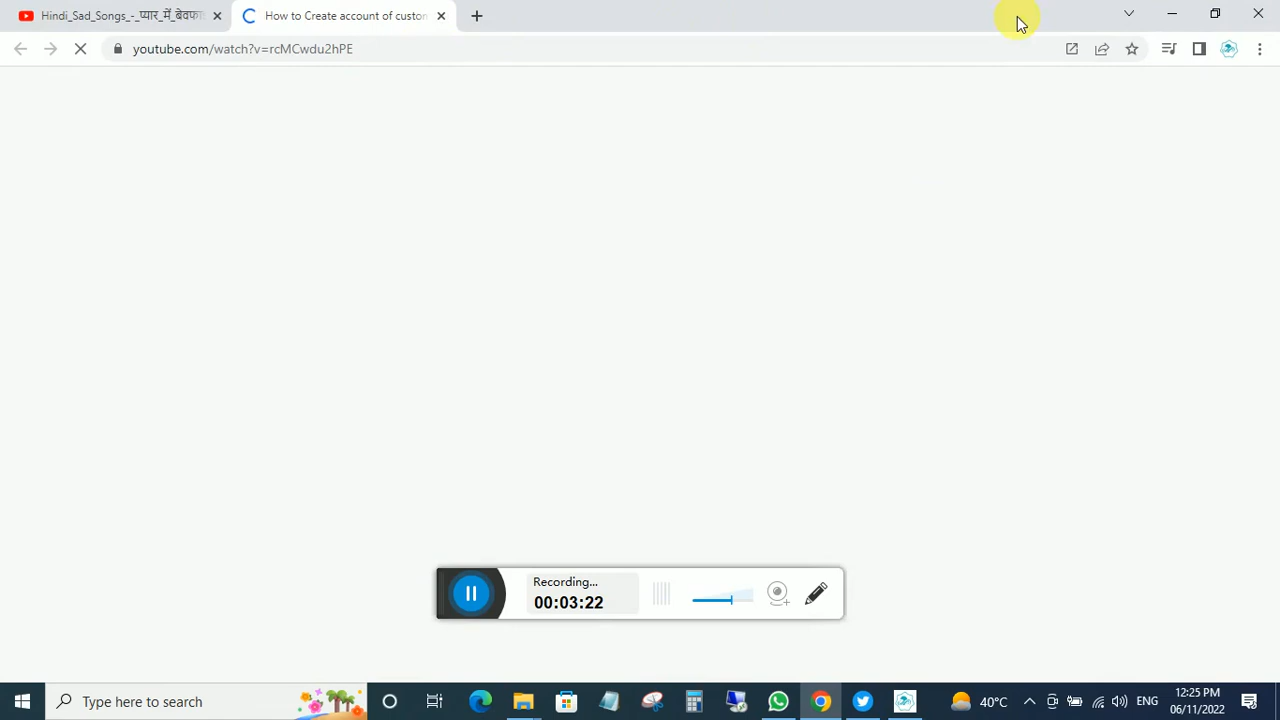 Hindi_Sad_Songs_-_प्यार_में_बेवफा
How to Create account of custon
youtube.com/watch?v=rcMCwdu2hPE
Recording...
00:03:22
Type here to search
40°C
ENG
12:25 PM
06/11/2022